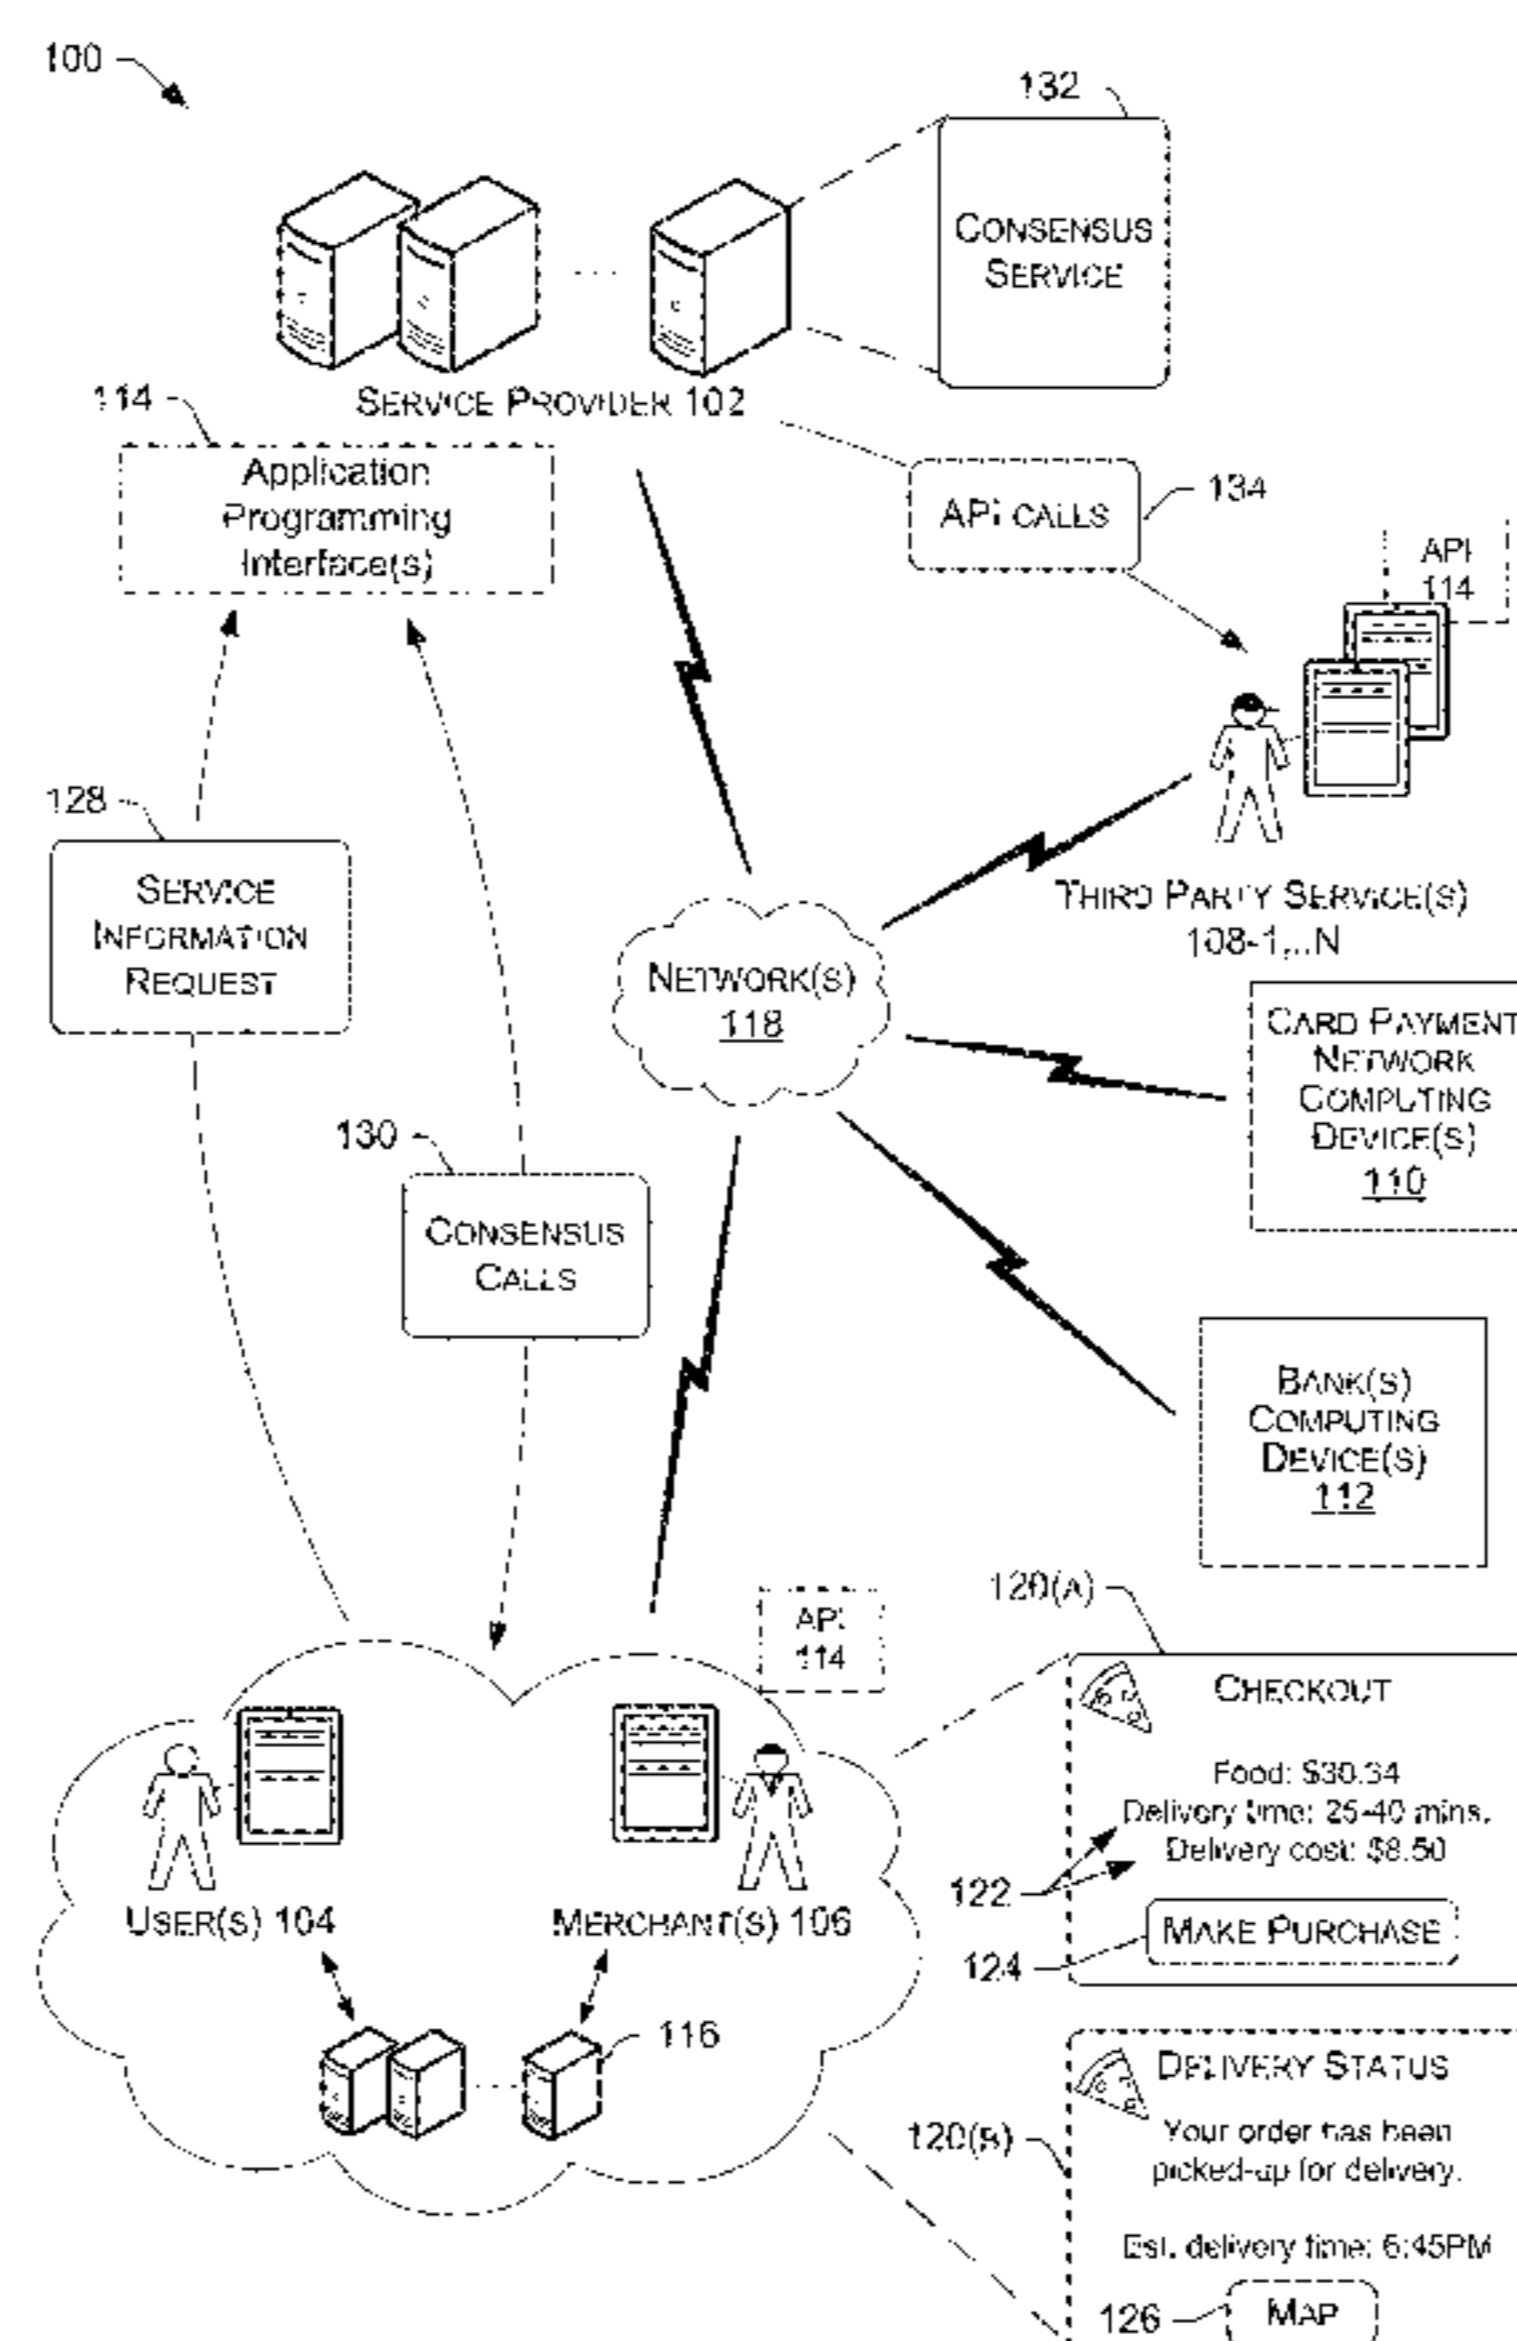 100
132
CONSENSUS
SERVICE
SERVICE PROVIDER 102
114
Application
Programming
Interface(s)
API CALLS
134
API
114
128
SERVICE
INFORMATION
REQUEST
THIRD PARTY SERVICE(S)
108-1,..N
NETWORK(S)
118
CARD PAYMENT
NETWORK
COMPUTING
DEVICE(S)
110
130
CONSENSUS
CALLS
BANK(S)
COMPUTING
DEVICE(S)
112
120(A)
API
114
CHECKOUT
Food: $30.34
Delivery time: 25-40 mins.
Delivery cost: $8.50
122
MAKE PURCHASE
124
USER(S) 104
MERCHANT(S) 106
116
DELIVERY STATUS
120(B)
Your order has been
picked-up for delivery.
Est. delivery time: 6:45PM
126
MAP